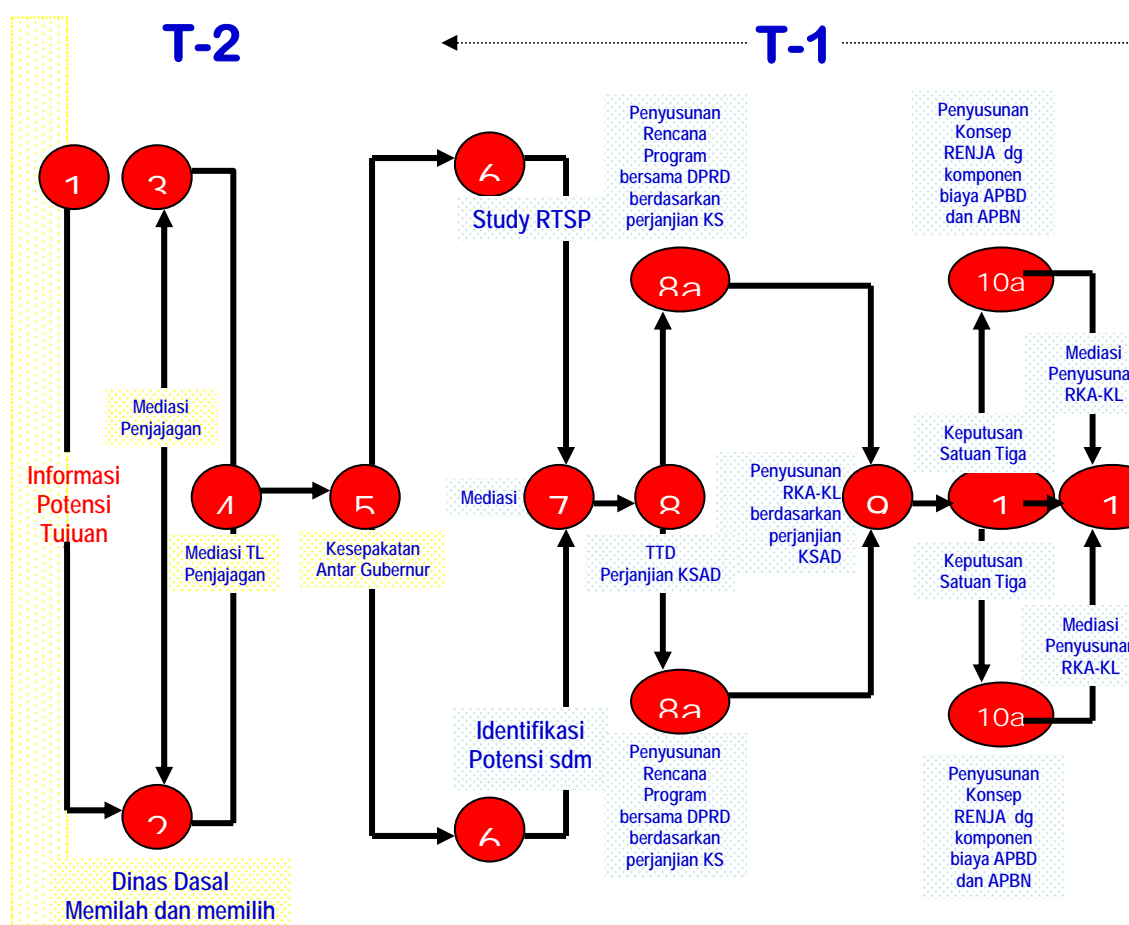 T-2
T-1
Penyusunan
Rencana
Program
bersama DPRD
berdasarkan
perjanjian KS
Penyusunan
Konsep
RENJA dg
komponen
biaya APBD
dan APBN
1
3
6
Study RTSP
8a
10a
Mediasi
Penyusuna
RKA-KL
Mediasi
Penjajagan
Keputusan
Satuan Tiga
Informasi
Potensi
Tujuan
4
5
Mediasi
7
8
Penyusunan
RKA-KL
berdasarkan
perjanjian
KSAD
9
1
1
Mediasi TL
Penjajagan
Kesepakatan
Antar Gubernur
TTD
Perjanjian KSAD
Keputusan
Satuan Tiga
Mediasi
Penyusunan
RKA-KL
8a
10a
Identifikasi
Potensi sdm
Penyusunan
Rencana
Program
bersama DPRD
berdasarkan
perjanjian KS
Penyusunan
Konsep
RENJA dg
komponen
biaya APBD
dan APBN
2
6
Dinas Dasal
Memilah dan memilih